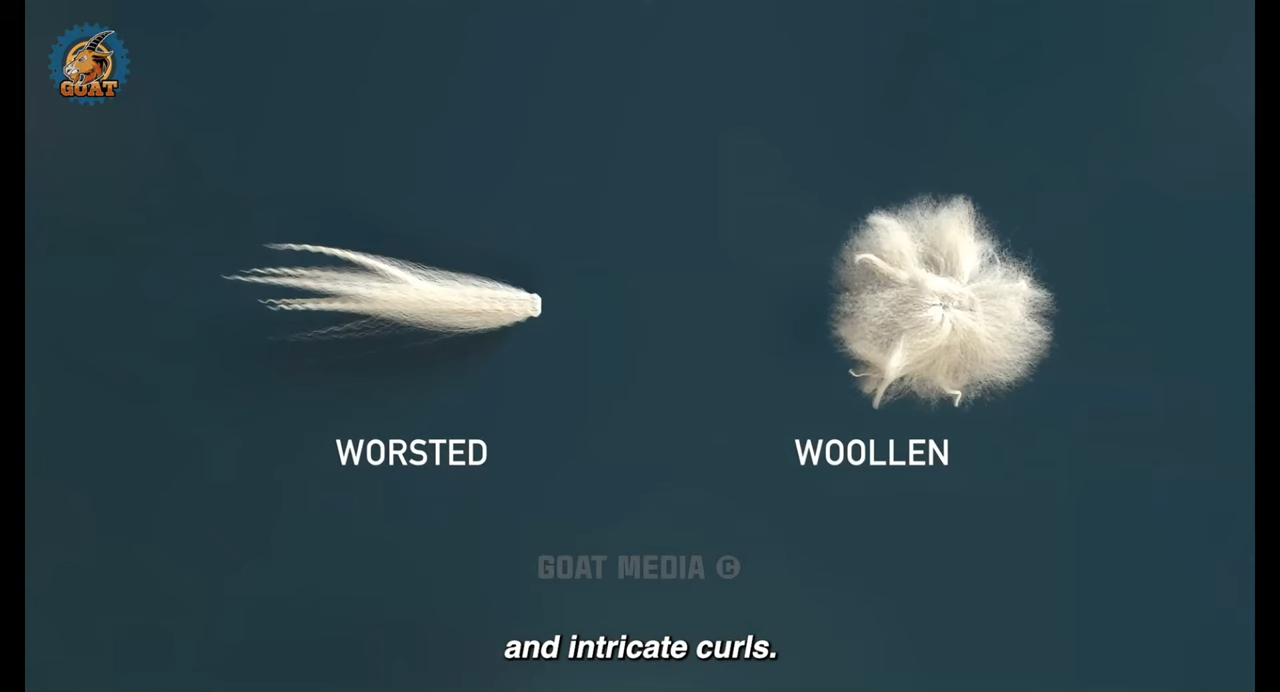 GOAT
WORSTED
WOOLLEN
GOAT MEDIA ©
and intricate curls.